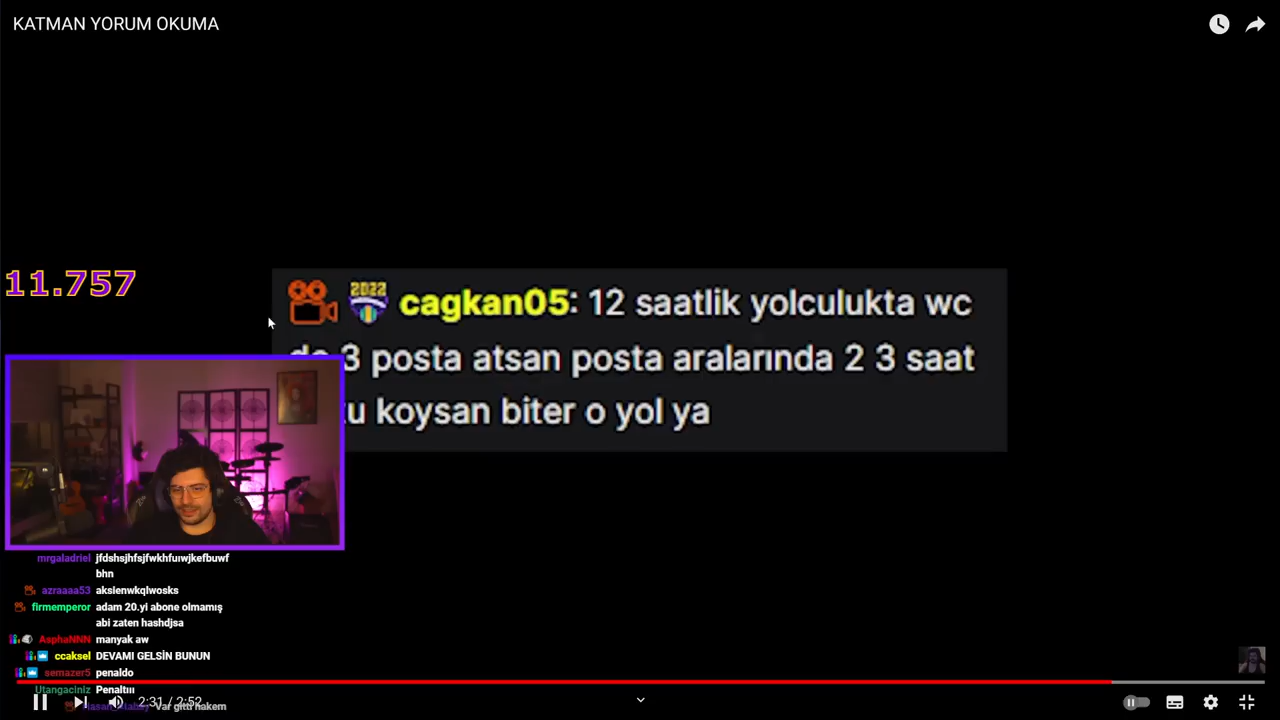 KATMAN YORUM OKUMA
11.757
2022
cagkan05: 12 saatlik yolculukta wc
3 posta atsan posta aralarında 2 3 saat
koysan biter o yol ya
mrgaladriel jfdshsjhfsjfwkhfuıwjkefbuwf
bhn
azraaaa53 aksienwkqlwosks
firmemperor adam 20.yi abone olmamış
abi zaten hashdjsa
AsphaNNN manyak aw
ccaksel DEVAMI GELSİN BUNUN
semazer5 penaldo
Utangaciniz Penaltııı
Var gitti hakem
2:31 / 2:52